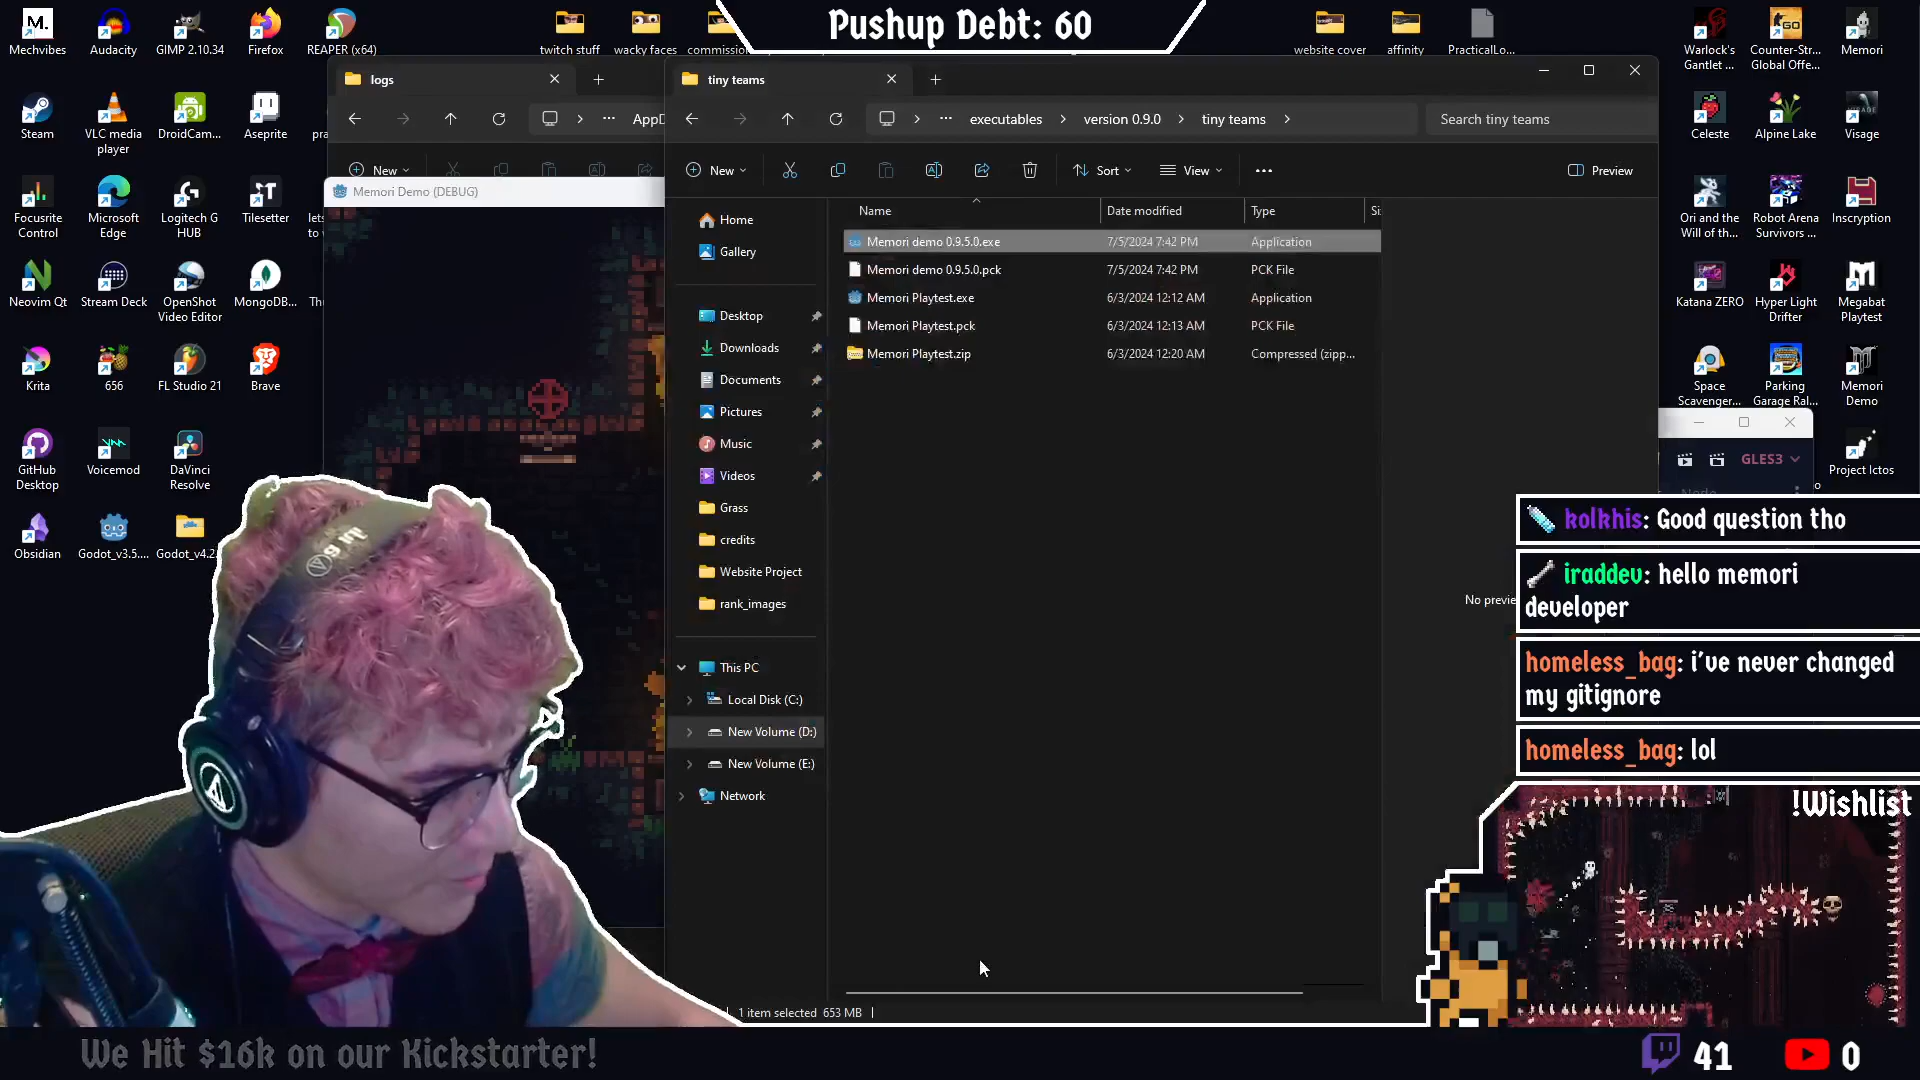 Pushup Debt: 60
Mechvibes
Audacity
GIMP 2.10.34
Firefox
REAPER (x64)
twitch stuff
wacky faces
website cover
affinity
PracticalLo...
Warlock's Gantlet ...
Counter-Str... Global Offe...
Memori
Steam
VLC media player
DroidCam...
Aseprite
Celeste
Alpine Lake
Visage
Focusrite Control
Microsoft Edge
Logitech G HUB
Tilesetter
Ori and the Will of th...
Robot Arena Survivors ...
Inscryption
Neovim Qt
Stream Deck
OpenShot Video Editor
MongoDB...
Katana ZERO
Hyper Light Drifter
Megabat Playtest
Krita
656
FL Studio 21
Brave
Space Scavenger...
Parking Garage Ral...
Memori Demo
GitHub Desktop
Voicemod
DaVinci Resolve
Project Ictos
Obsidian
Godot_v3.5....
Godot_v4.2
logs
New
Memori Demo (DEBUG)
tiny teams
... executables > version 0.9.0 > tiny teams >
Search tiny teams
New
Sort
View
...
Preview
Name
Date modified
Type
Memori demo 0.9.5.0.exe 7/5/2024 7:42 PM Application
Memori demo 0.9.5.0.pck 7/5/2024 7:42 PM PCK File
Memori Playtest.exe 6/3/2024 12:12 AM Application
Memori Playtest.pck 6/3/2024 12:13 AM PCK File
Memori Playtest.zip 6/3/2024 12:20 AM Compressed (zipp...
Home
Gallery
Desktop
Downloads
Documents
Pictures
Music
Videos
Grass
credits
Website Project
rank_images
This PC
Local Disk (C:)
New Volume (D:)
New Volume (E:)
Network
1 item selected 653 MB
GLES3
kolkhis: Good question tho
iraddev: hello memori
developer
homeless_bag: i've never changed
my gitignore
homeless_bag: lol
!Wishlist
We Hit $16k on our Kickstarter!
41
0